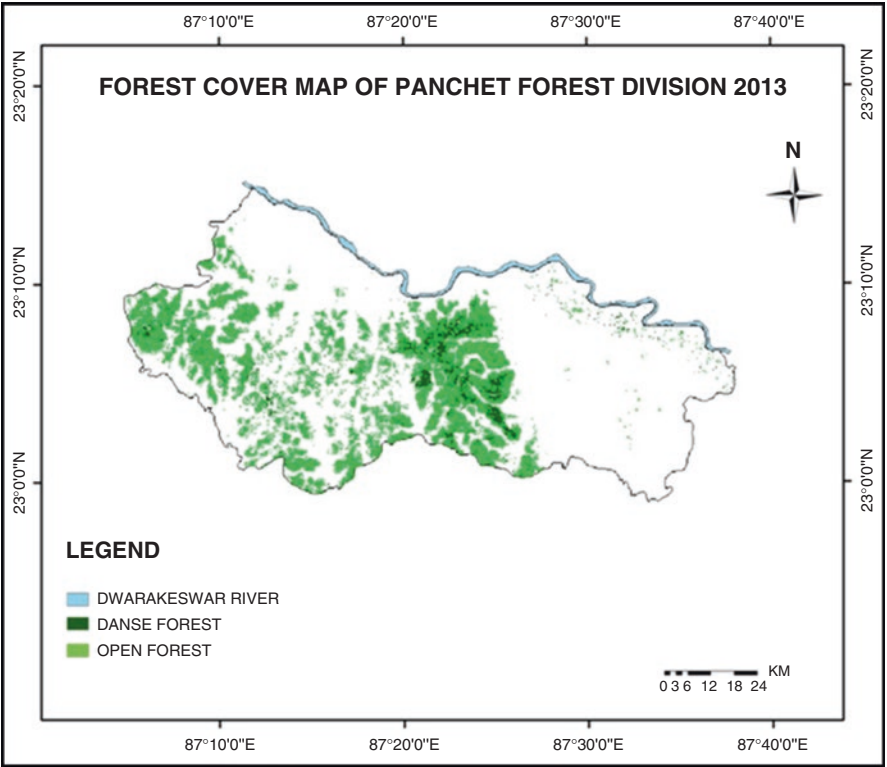 87°10'0"E 87°20'0"E 87°30'0"E 87°40'0"E
23°20'0"N
23°20'0"N
FOREST COVER MAP OF PANCHET FOREST DIVISION 2013
N
23°10'0"N
23°10'0"N
23°0'0"N
23°0'0"N
LEGEND
DWARAKESWAR RIVER
DANSE FOREST
OPEN FOREST
KM
0 3 6 12 18 24
87°10'0"E 87°20'0"E 87°30'0"E 87°40'0"E